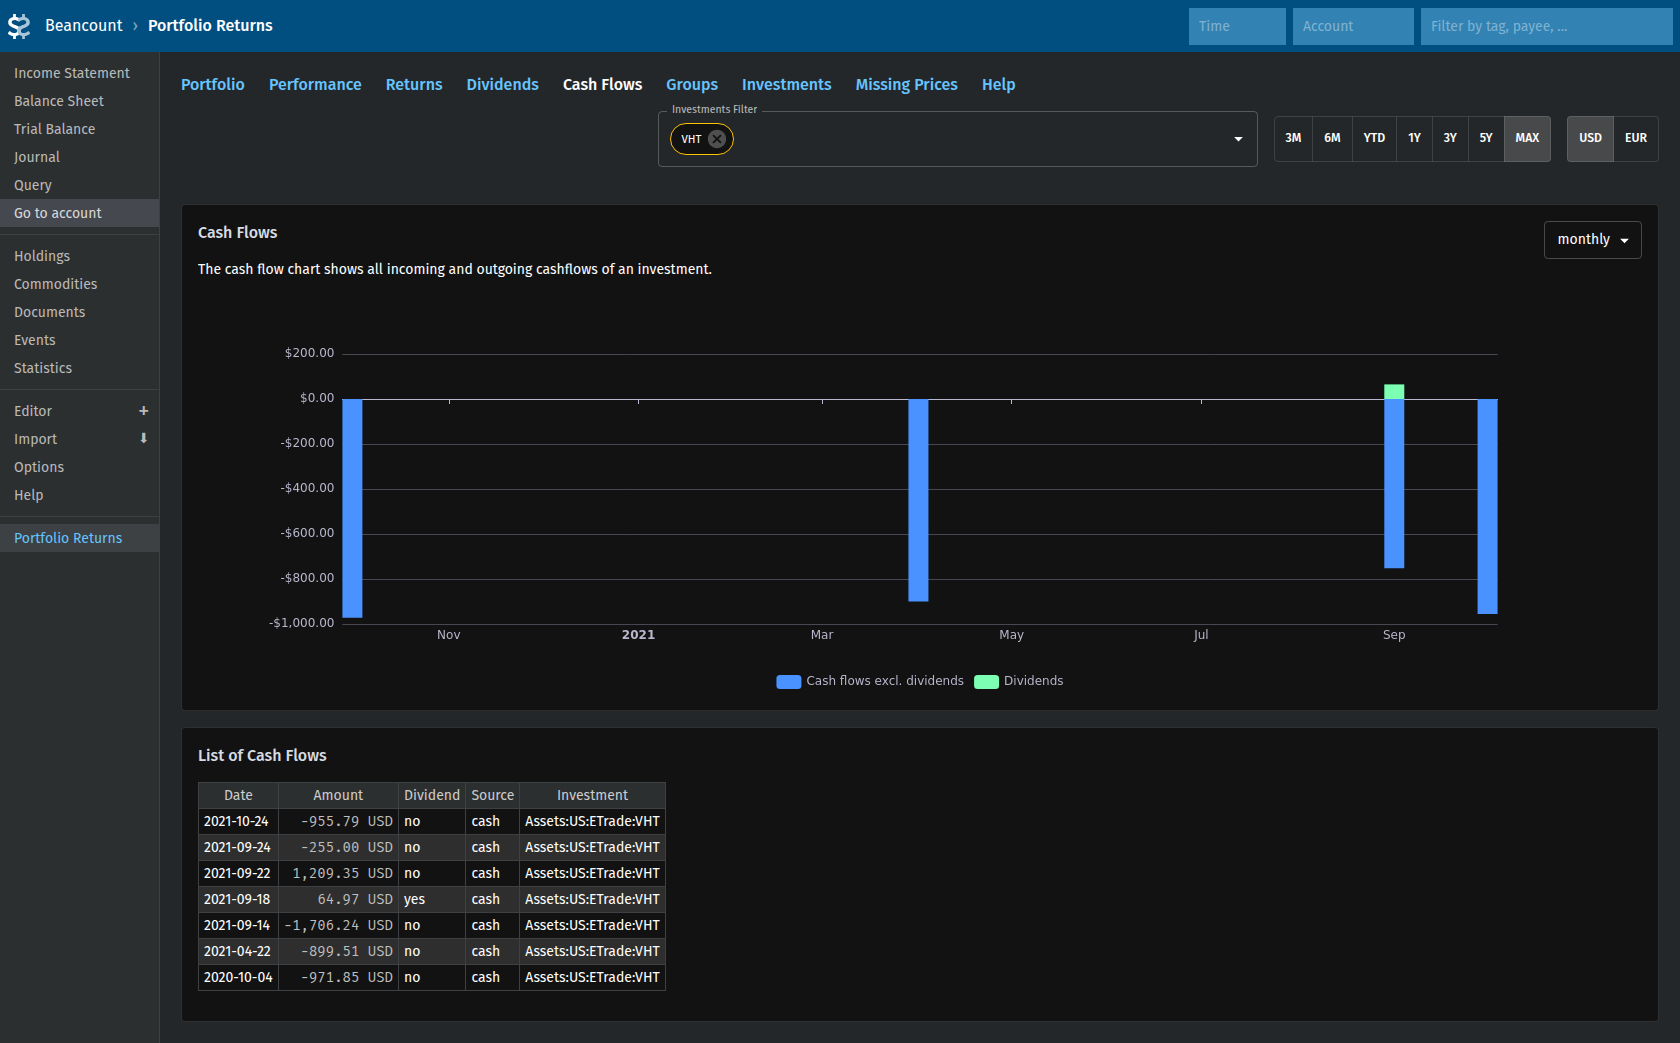 Beancount › Portfolio Returns
Time
Account
Filter by tag, payee, ...
Income Statement
Balance Sheet
Trial Balance
Journal
Query
Go to account
Holdings
Commodities
Documents
Events
Statistics
Editor +
Import
Options
Help
Portfolio Returns
Portfolio Performance Returns Dividends Cash Flows Groups Investments Missing Prices Help
Investments Filter
VHT
3M 6M YTD 1Y 3Y 5Y MAX USD EUR
Cash Flows
monthly
The cash flow chart shows all incoming and outgoing cashflows of an investment.
$200.00
$0.00
-$200.00
-$400.00
-$600.00
-$800.00
-$1,000.00
Nov 2021 Mar May Jul Sep
Cash flows excl. dividends Dividends
List of Cash Flows
Date Amount Dividend Source Investment
2021-10-24 -955.79 USD no cash Assets:US:ETrade:VHT
2021-09-24 -255.00 USD no cash Assets:US:ETrade:VHT
2021-09-22 1,209.35 USD no cash Assets:US:ETrade:VHT
2021-09-18 64.97 USD yes cash Assets:US:ETrade:VHT
2021-09-14 -1,706.24 USD no cash Assets:US:ETrade:VHT
2021-04-22 -899.51 USD no cash Assets:US:ETrade:VHT
2020-10-04 -971.85 USD no cash Assets:US:ETrade:VHT